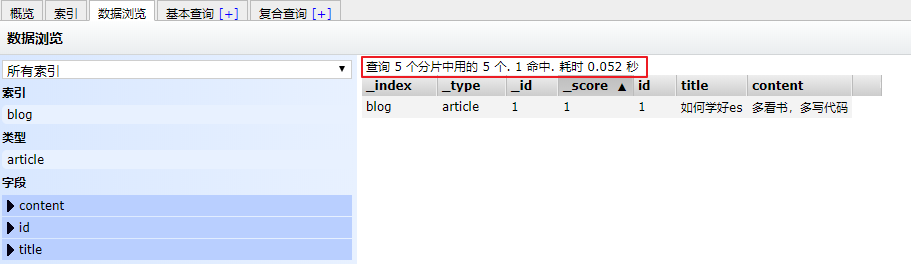 概览 索引 数据浏览 基本查询 [+] 复合查询 [+]
数据浏览
所有索引
索引
blog
类型
article
字段
content
id
title
查询 5 个分片中用的 5 个. 1 命中. 耗时 0.052 秒
_index _type _id _score ▲ id title content
blog article 1 1 1 如何学好es 多看书，多写代码